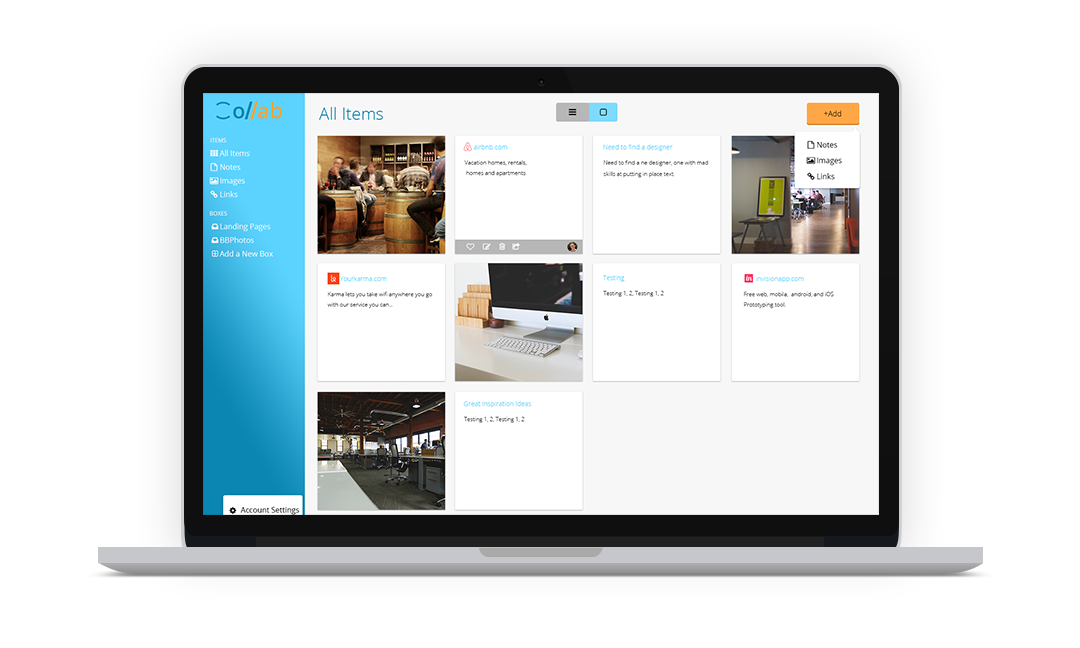 Collab
ITEMS
All Items
Notes
Images
Links
BOXES
Landing Pages
BBPhotos
Add a New Box
Account Settings
All Items
+Add
Notes
Images
Links
airbnb.com
Vacation homes, rentals,
homes and apartments
Need to find a designer
Need to find a ne designer, one with mad
skills at putting in place text.
yourkarma.com
Karma lets you take wifi anywhere you go
with our service you can...
Testing
Testing 1, 2, Testing 1, 2
in
invisionapp.com
Free web, mobile, android, and iOS
Prototyping tool.
Great Inspiration Ideas
Testing 1, 2, Testing 1, 2